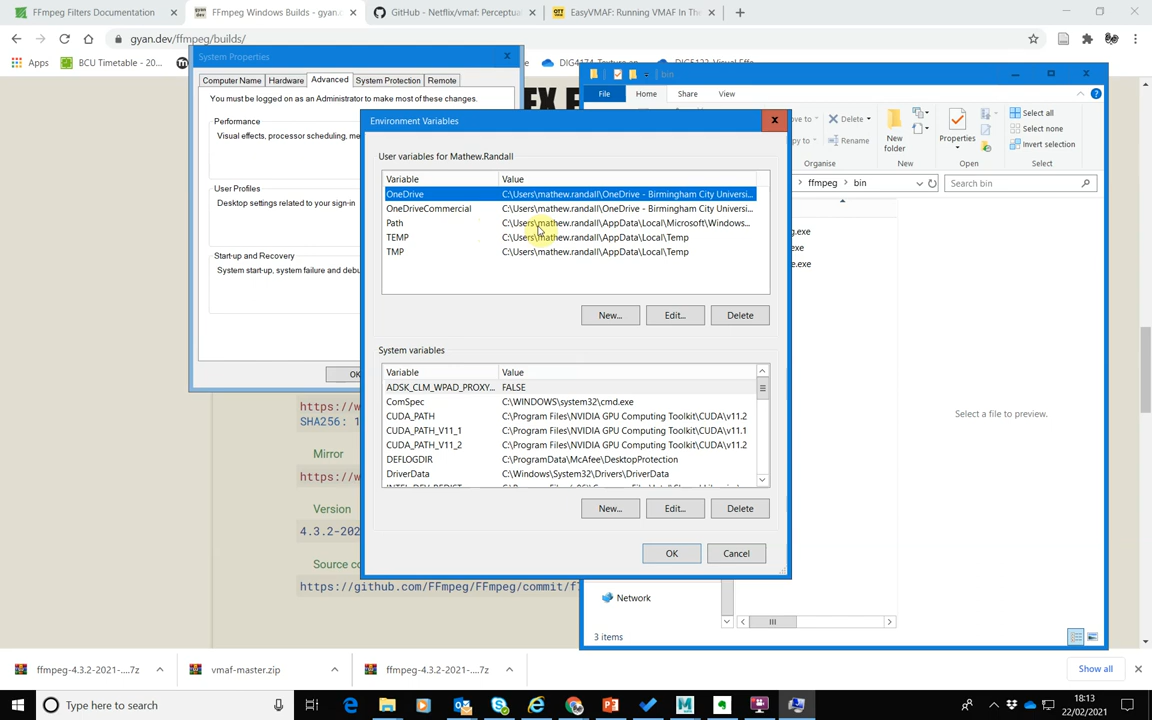 FFmpeg Filters Documentation
FFmpeg Windows Builds - gyan.d
GitHub - Netflix/vmaf: Perceptua
EasyVMAF: Running VMAF In The
gyan.dev/ffmpeg/builds/
Apps
BCU Timetable - 20...
System Properties
Computer Name
Hardware
Advanced
System Protection
Remote
You must be logged on as an Administrator to make most of these changes.
Performance
Visual effects, processor scheduling, me
User Profiles
Desktop settings related to your sign-in
Start-up and Recovery
System start-up, system failure and debu
OK
Environment Variables
User variables for Mathew.Randall
Variable Value
OneDrive C:\Users\mathew.randall\OneDrive - Birmingham City Universi...
OneDriveCommercial C:\Users\mathew.randall\OneDrive - Birmingham City Universi...
Path C:\Users\mathew.randall\AppData\Local\Microsoft\Windows...
TEMP C:\Users\mathew.randall\AppData\Local\Temp
TMP C:\Users\mathew.randall\AppData\Local\Temp
New... Edit... Delete
System variables
Variable Value
ADSK_CLM_WPAD_PROXY... FALSE
ComSpec C:\WINDOWS\system32\cmd.exe
CUDA_PATH C:\Program Files\NVIDIA GPU Computing Toolkit\CUDA\v11.2
CUDA_PATH_V11_1 C:\Program Files\NVIDIA GPU Computing Toolkit\CUDA\v11.1
CUDA_PATH_V11_2 C:\Program Files\NVIDIA GPU Computing Toolkit\CUDA\v11.2
DEFLOGDIR C:\ProgramData\McAfee\DesktopProtection
DriverData C:\Windows\System32\Drivers\DriverData
New... Edit... Delete
OK Cancel
bin
File Home Share View
Delete
Rename
Organise
New folder
New
Properties
Open
Select all
Select none
Invert selection
Select
ffmpeg
bin
Search bin
g.exe
xe
e.exe
Select a file to preview.
Network
3 items
https://w
SHA256: 1
Mirror
https://w
Version
4.3.2-202
Source co
https://github.com/FFmpeg/FFmpeg/commit/f
ffmpeg-4.3.2-2021-....7z
vmaf-master.zip
ffmpeg-4.3.2-2021-....7z
Show all
Type here to search
18:13
22/02/2021